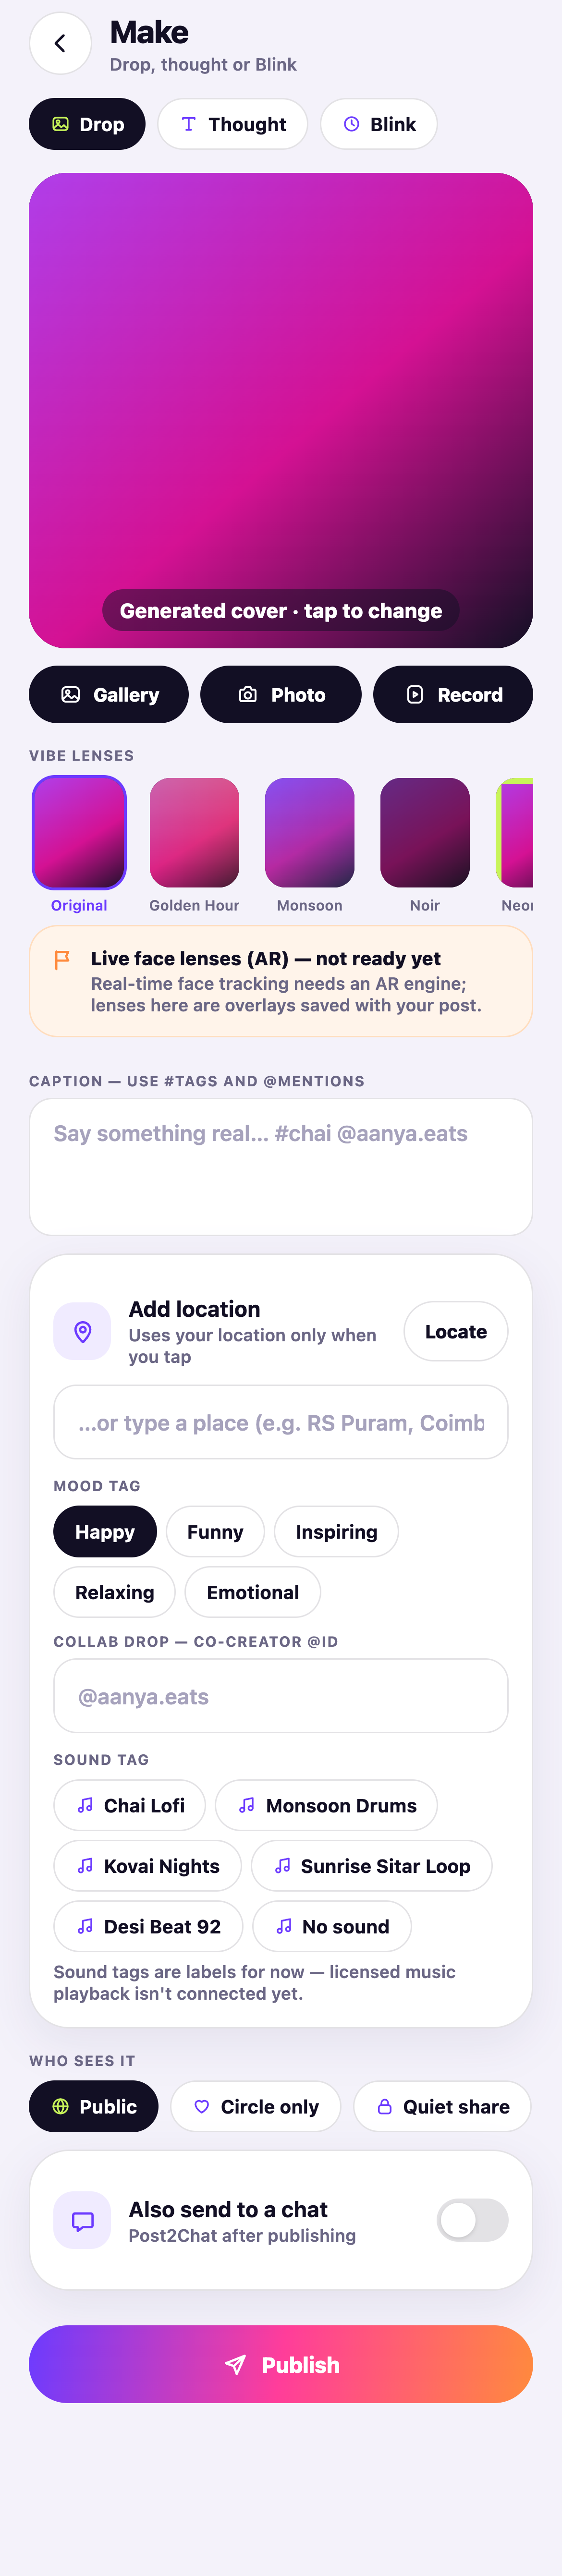 Make
Drop, thought or Blink
Drop
Thought
Blink
Generated cover · tap to change
Gallery
Photo
Record
VIBE LENSES
Original
Golden Hour
Monsoon
Noir
Live face lenses (AR) — not ready yet
Real-time face tracking needs an AR engine;
lenses here are overlays saved with your post.
CAPTION — USE #TAGS AND @MENTIONS
Say something real... #chai @aanya.eats
Add location
Uses your location only when
you tap
Locate
...or type a place (e.g. RS Puram, Coimb
MOOD TAG
Happy
Funny
Inspiring
Relaxing
Emotional
COLLAB DROP — CO-CREATOR @ID
@aanya.eats
SOUND TAG
Chai Lofi
Monsoon Drums
Kovai Nights
Sunrise Sitar Loop
Desi Beat 92
No sound
Sound tags are labels for now — licensed music
playback isn't connected yet.
WHO SEES IT
Public
Circle only
Quiet share
Also send to a chat
Post2Chat after publishing
Publish